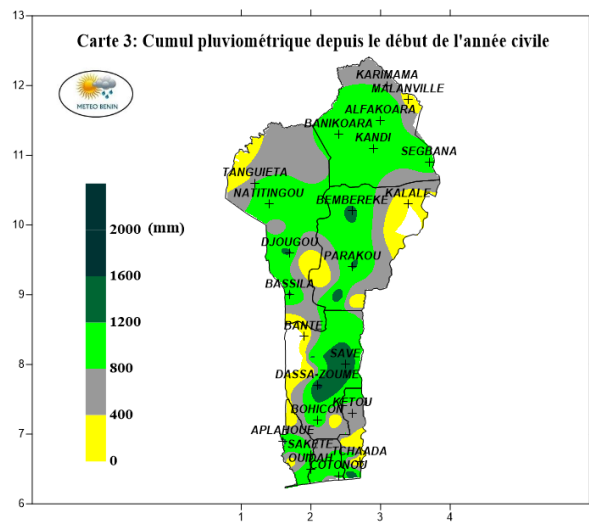 Carte 3: Cumul pluviométrique depuis le début de l'année civile
METEO BENIN
13
12
11
10
9
8
7
6
1
2
3
4
2000 (mm)
1600
1200
800
400
0
KARIMAMA
MALANVILLE
ALFAKOARA
BANIKOARA
KANDI
SEGBANA
TANGUIETA
NATITINGOU
BEMBEREKE
KALALE
DJOUGOU
PARAKOU
BASSILA
BANTE
SAVE
DASSA-ZOUME
KETOU
BOHICON
APLAHOUE
SAKETE
TCHAADA
OUIDAH
COTONOU